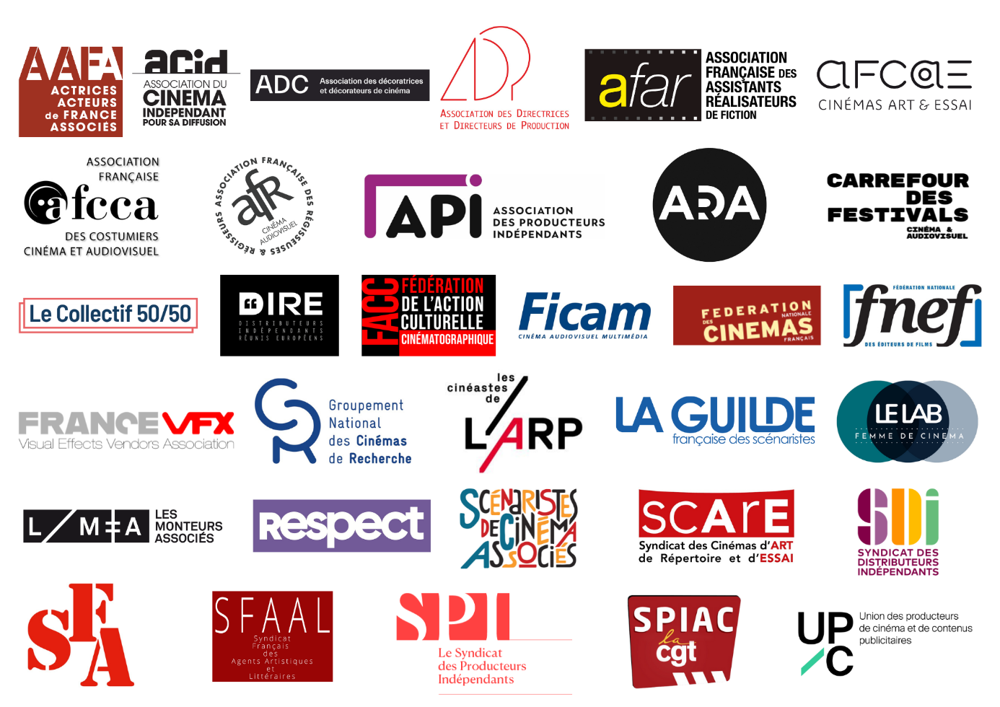 AAFA
ACTRICES
ACTEURS
de FRANCE
ASSOCIÉS
acid
ASSOCIATION DU
CINEMA
INDEPENDANT
POUR SA DIFFUSION
ADC
Association des décoratrices
et décorateurs de cinéma
ADP
ASSOCIATION DES DIRECTRICES
ET DIRECTEURS DE PRODUCTION
afar
ASSOCIATION
FRANÇAISE DES
ASSISTANTS
RÉALISATEURS
DE FICTION
AFCAE
CINÉMAS ART & ESSAI
ASSOCIATION
FRANÇAISE
afcca
DES COSTUMIERS
CINÉMA ET AUDIOVISUEL
ASSOCIATION FRANÇAISE DES RÉGISSEUSES & RÉGISSEURS
afR
CINÉMA
AUDIOVISUEL
API
ASSOCIATION
DES PRODUCTEURS
INDÉPENDANTS
ARA
CARREFOUR
DES
FESTIVALS
CINÉMA &
AUDIOVISUEL
Le Collectif 50/50
DIRE
DISTRIBUTEURS
INDÉPENDANTS
RÉUNIS EUROPÉENS
FACC
FÉDÉRATION
DE L'ACTION
CULTURELLE
CINÉMATOGRAPHIQUE
Ficam
CINÉMA AUDIOVISUEL MULTIMÉDIA
FEDERATION
NATIONALE
DES
CINEMAS
FRANÇAIS
FÉDÉRATION NATIONALE
fnef
DES ÉDITEURS DE FILMS
FRANCE VFX
Visual Effects Vendors Association
GNCR
Groupement
National
des Cinémas
de Recherche
les
cinéastes
de
L'ARP
LA GUILDE
française des scénaristes
LE LAB
FEMME DE CINEMA
L/MEA
LES
MONTEURS
ASSOCIÉS
Respect
SCÉNARISTES
DE CINÉMA
ASSOCIÉS
SCArE
Syndicat des Cinémas d'ART
de Répertoire et d'ESSAI
SDI
SYNDICAT DES
DISTRIBUTEURS
INDÉPENDANTS
SFA
SFAAL
Syndicat
Français
des
Agents Artistiques
et
Littéraires
SPI
Le Syndicat
des Producteurs
Indépendants
SPIAC
la
cgt
UP
/C
Union des producteurs
de cinéma et de contenus
publicitaires